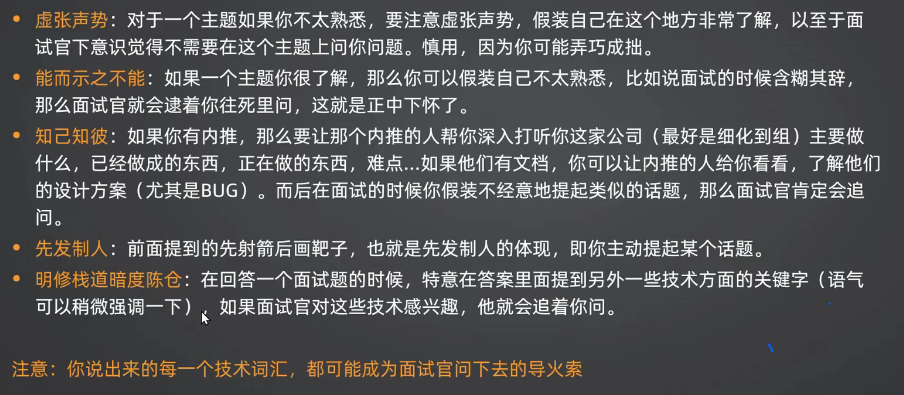 • 虚张声势：对于一个主题如果你不太熟悉，要注意虚张声势，假装自己在这个地方非常了解，以至于面
试官下意识觉得不需要在这个主题上问你问题。慎用，因为你可能弄巧成拙。
• 能而示之不能：如果一个主题你很了解，那么你可以假装自己不太熟悉，比如说面试的时候含糊其辞，
那么面试官就会逮着你往死里问，这就是正中下怀了。
• 知己知彼：如果你有内推，那么要让那个内推的人帮你深入打听你这家公司（最好是细化到组）主要做
什么，已经做成的东西，正在做的东西，难点...如果他们有文档，你可以让内推的人给你看看，了解他们
的设计方案（尤其是BUG）。而后在面试的时候你假装不经意地提起类似的话题，那么面试官肯定会追
问。
• 先发制人：前面提到的先射箭后画靶子，也就是先发制人的体现，即你主动提起某个话题。
• 明修栈道暗度陈仓：在回答一个面试题的时候，特意在答案里面提到另外一些技术方面的关键字（语气
可以稍微强调一下），如果面试官对这些技术感兴趣，他就会追着你问。
注意：你说出来的每一个技术词汇，都可能成为面试官问下去的导火索